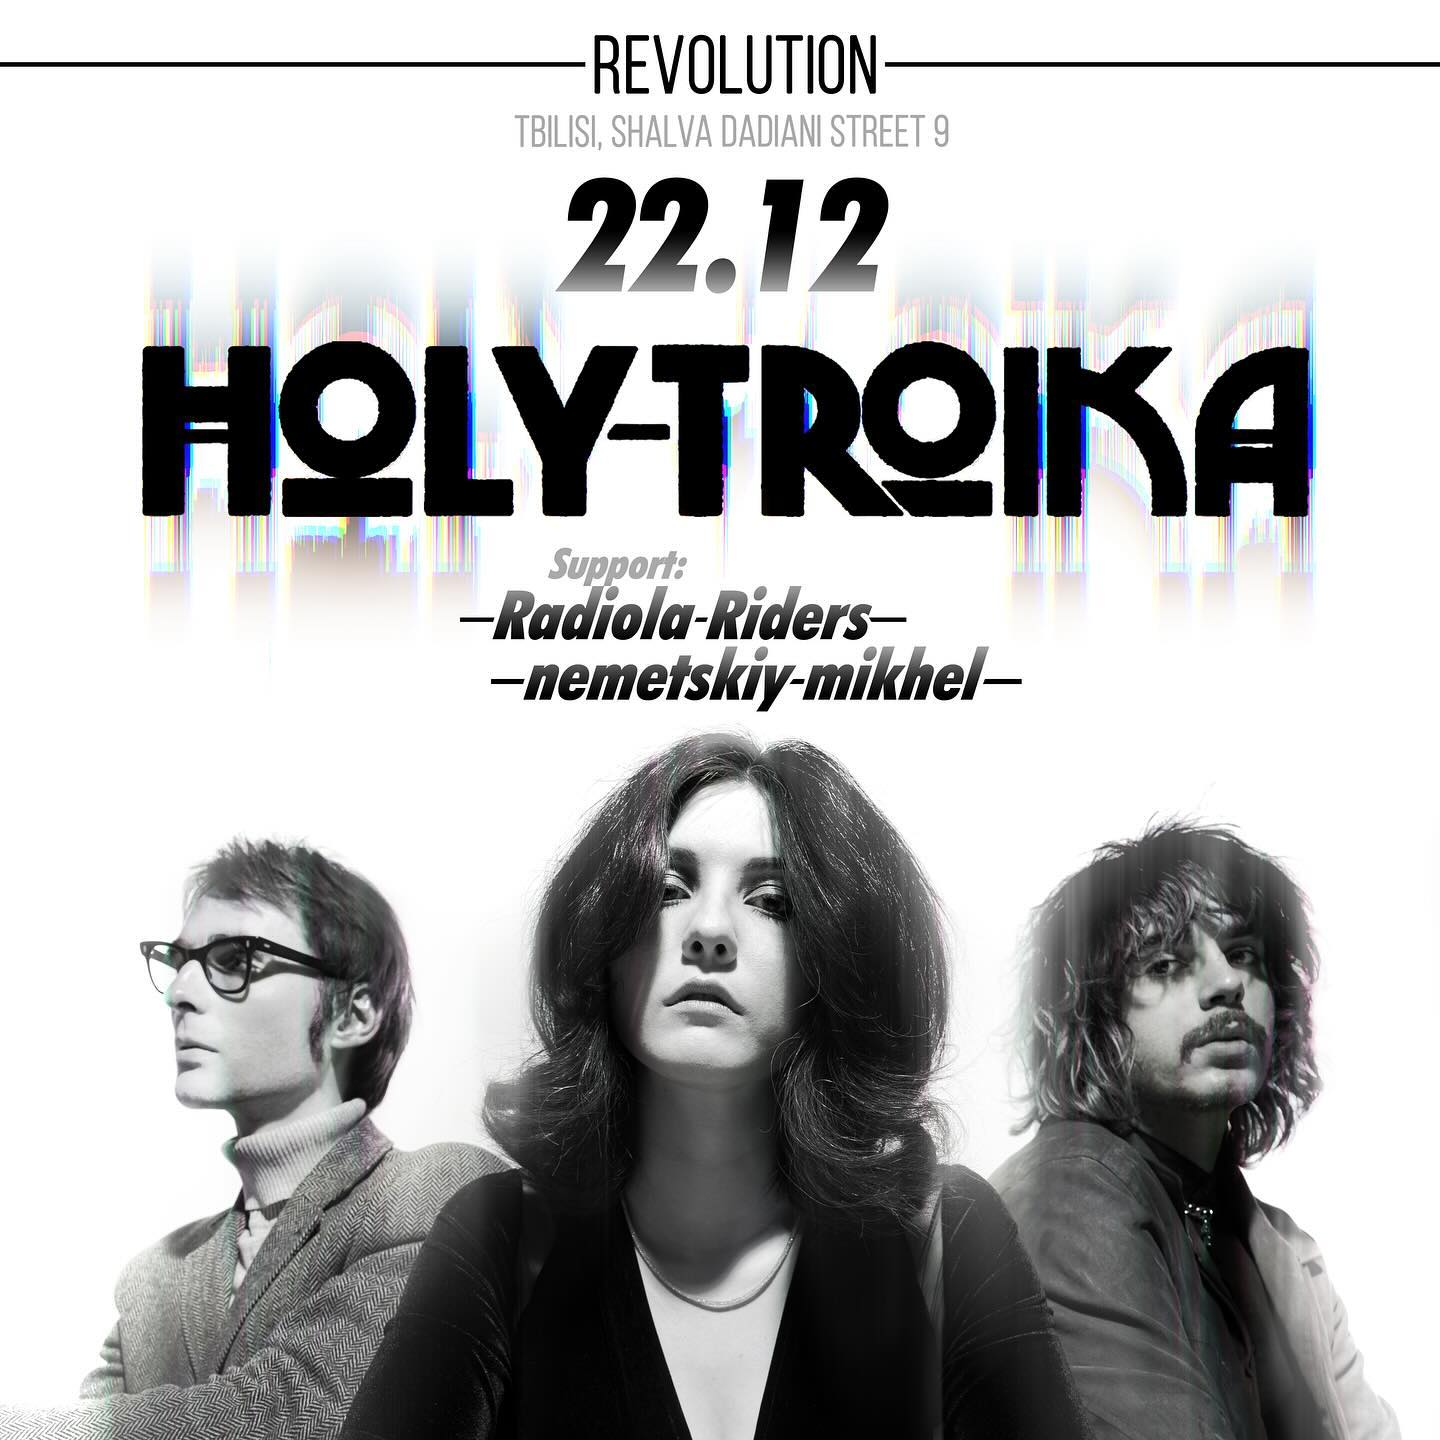 REVOLUTION
TBILISI, SHALVA DADIANI STREET 9
22.12
HOLY-TROIKA
Support:
—Radiola-Riders—
—nemetskiy-mikhel—